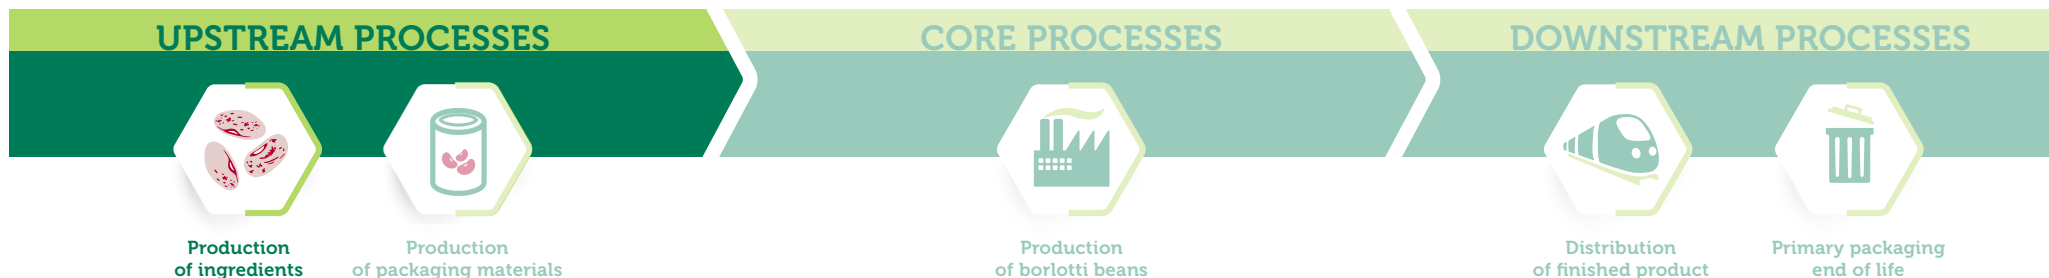 UPSTREAM PROCESSES
CORE PROCESSES
DOWNSTREAM PROCESSES
Production
of ingredients
Production
of packaging materials
Production
of borlotti beans
Distribution
of finished product
Primary packaging
end of life